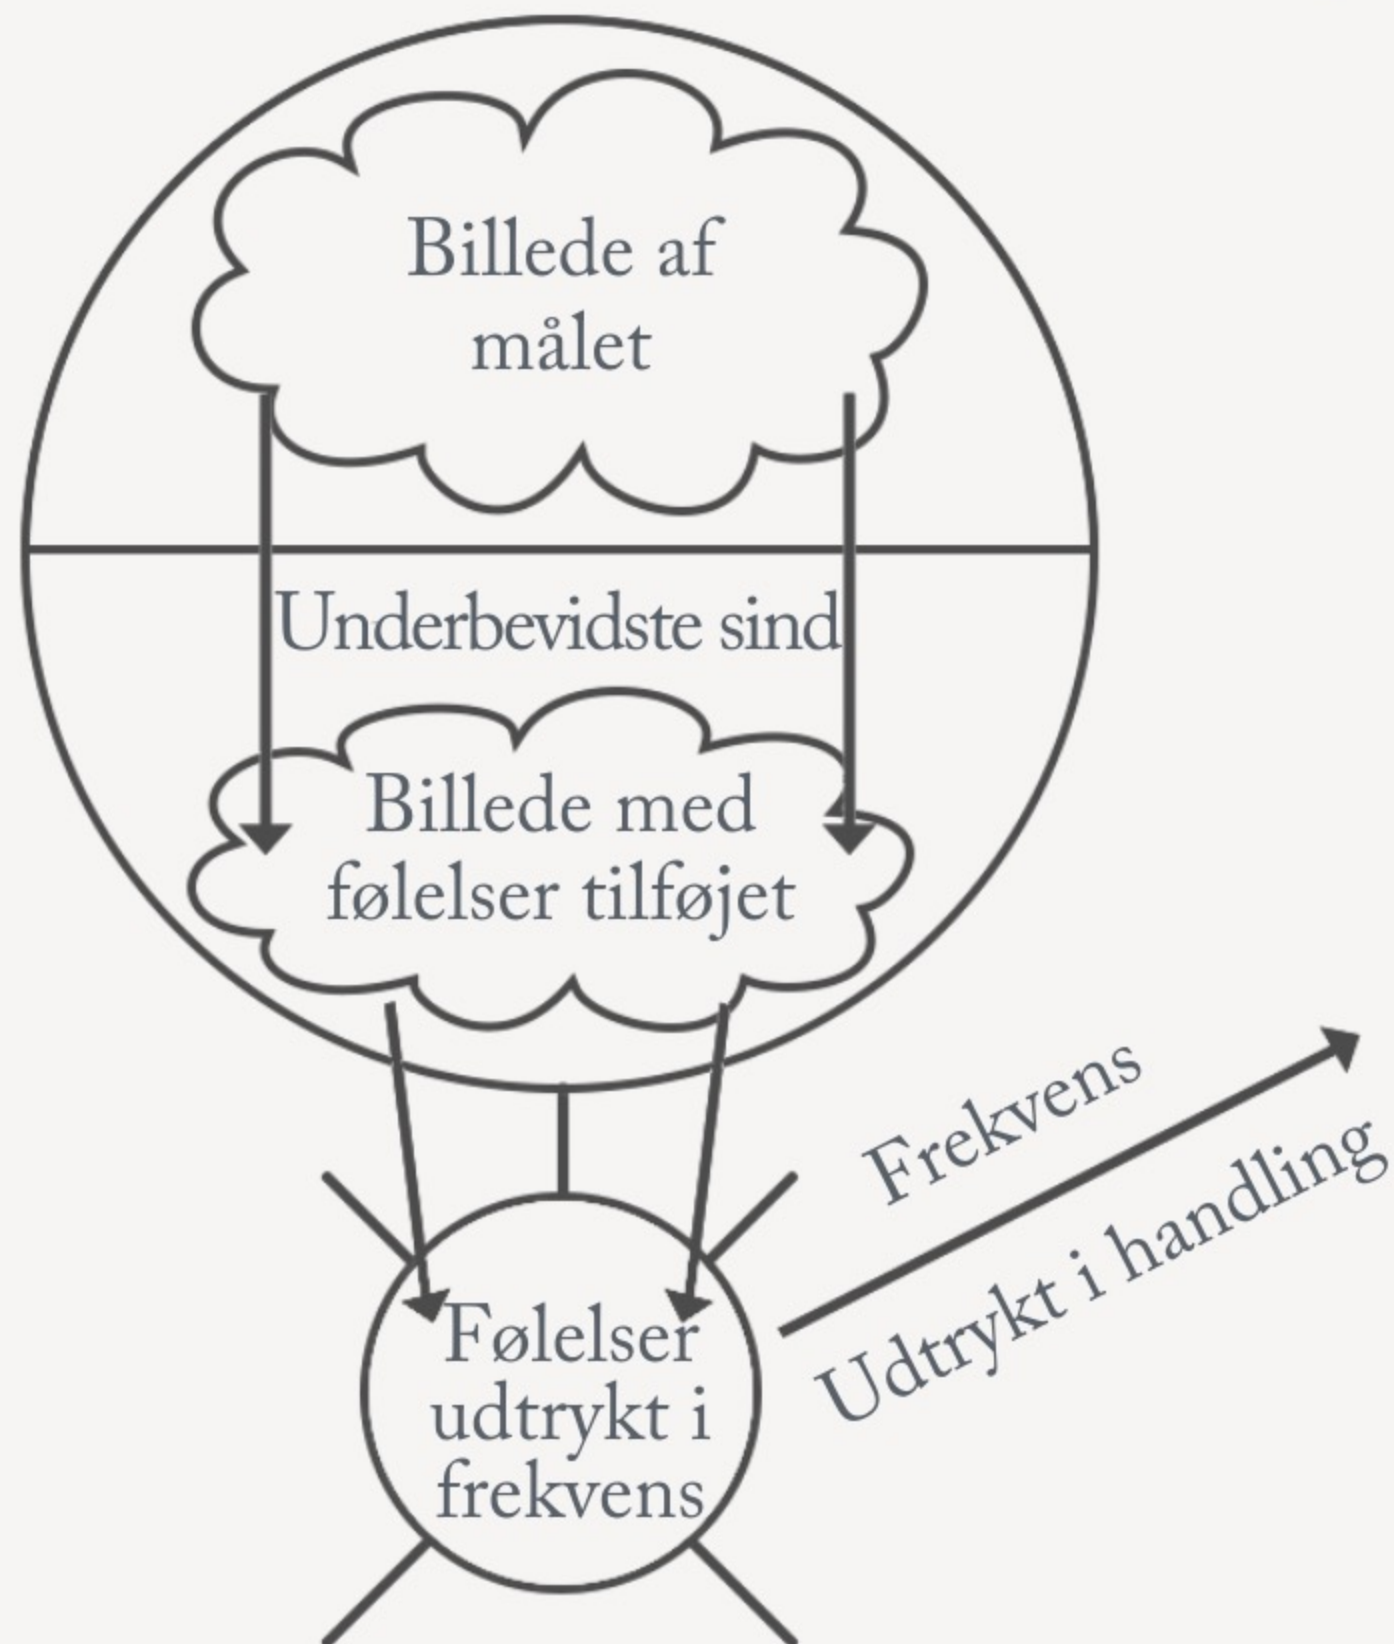 Billede af
målet
Underbevidste sind
Billede med
følelser tilføjet
Frekvens
Udtrykt i handling
Følelser
udtrykt i
frekvens